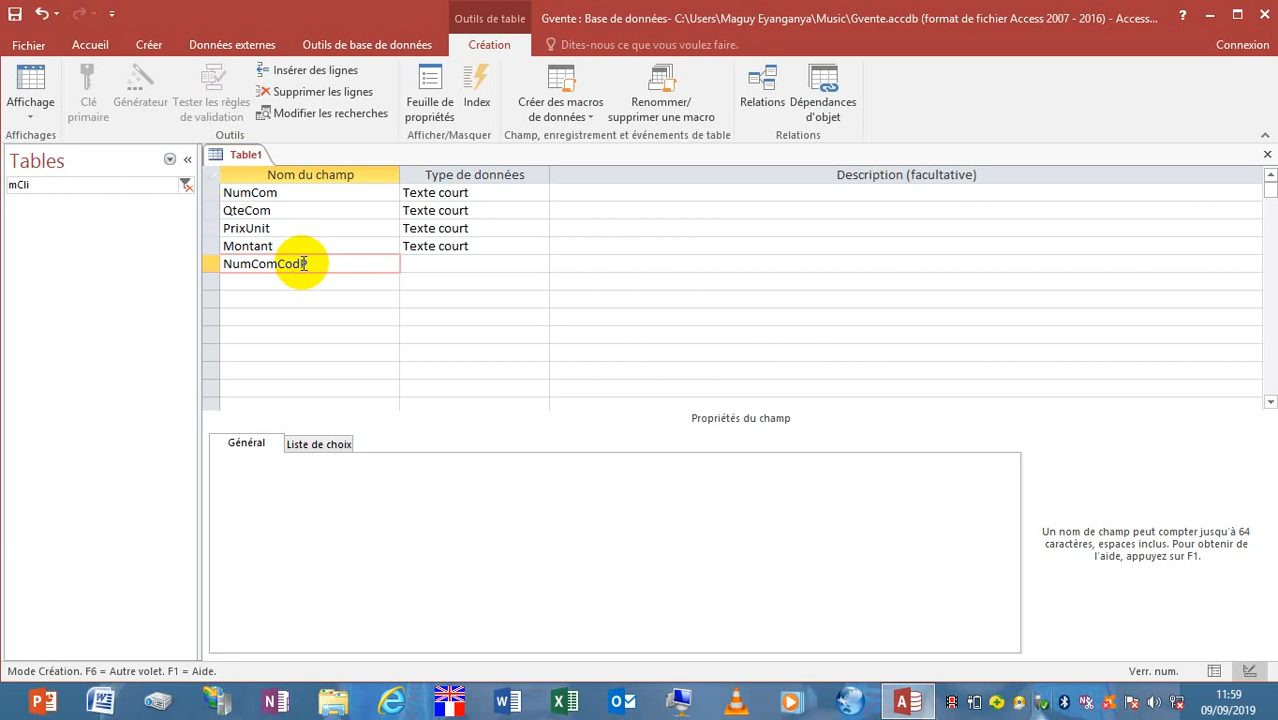 Outils de table
Gvente : Base de données- C:\Users\Maguy Eyanganya\Music\Gvente.accdb (format de fichier Access 2007 - 2016) - Access...
Fichier Accueil Créer Données externes Outils de base de données Création Dites-nous ce que vous voulez faire. Connexion
Affichage
Clé primaire
Générateur
Tester les règles de validation
Insérer des lignes
Supprimer les lignes
Modifier les recherches
Feuille de propriétés
Index
Créer des macros de données
Renommer/ supprimer une macro
Relations
Dépendances d'objet
Affichages Outils Afficher/Masquer Champ, enregistrement et événements de table Relations
Tables
mCli
Table1
Nom du champ Type de données Description (facultative)
NumCom Texte court
QteCom Texte court
PrixUnit Texte court
Montant Texte court
Propriétés du champ
Général Liste de choix
Un nom de champ peut compter jusqu'à 64
caractères, espaces inclus. Pour obtenir de
l'aide, appuyez sur F1.
Mode Création. F6 = Autre volet. F1 = Aide. Verr. num.
11:59
09/09/2019